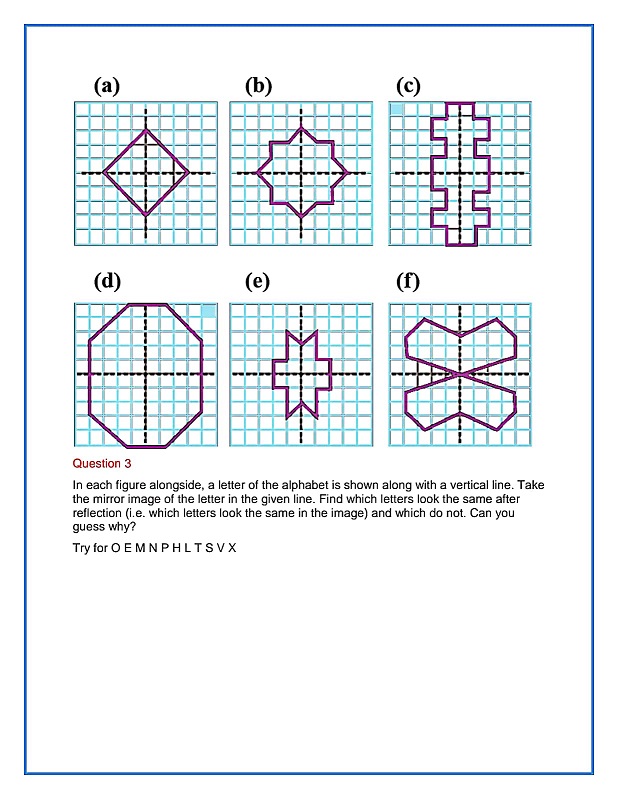 (a) (b) (c)
(d) (e) (f)
Question 3
In each figure alongside, a letter of the alphabet is shown along with a vertical line. Take
the mirror image of the letter in the given line. Find which letters look the same after
reflection (i.e. which letters look the same in the image) and which do not. Can you
guess why?
Try for O E M N P H L T S V X